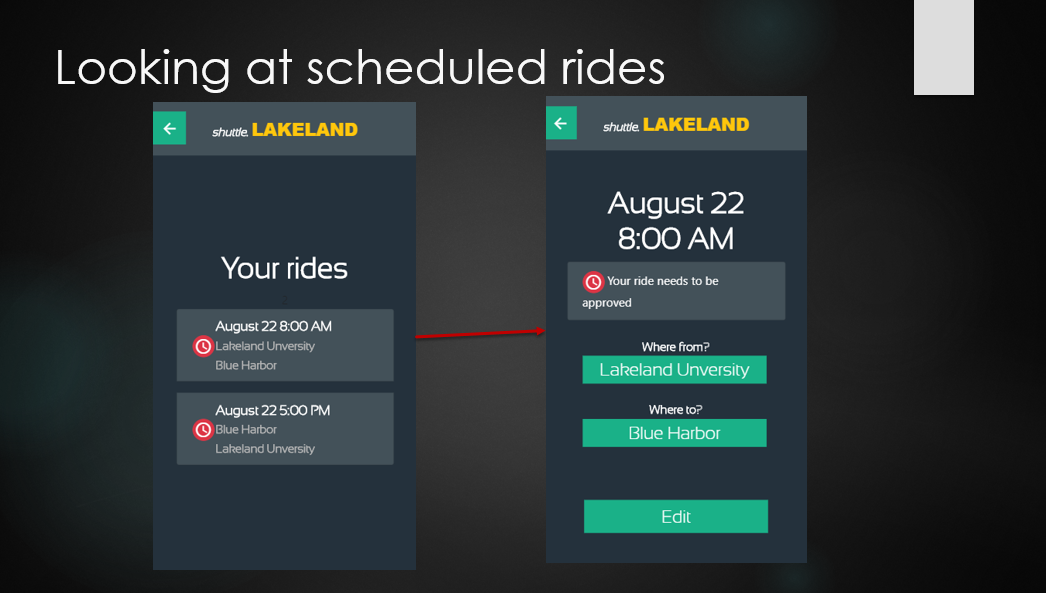 Looking at scheduled rides
shuttle. LAKELAND
Your rides
August 22 8:00 AM
Lakeland Unversity
Blue Harbor
August 22 5:00 PM
Blue Harbor
Lakeland Unversity
shuttle. LAKELAND
August 22
8:00 AM
Your ride needs to be
approved
Where from?
Lakeland Unversity
Where to?
Blue Harbor
Edit